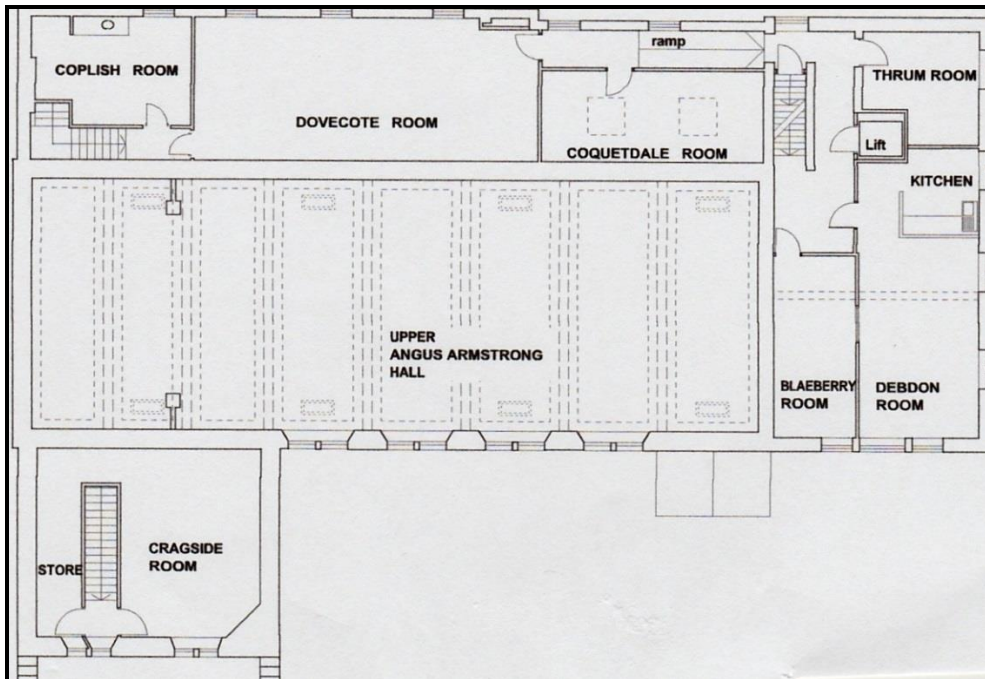 ramp
COPLISH ROOM
THRUM ROOM
DOVECOTE ROOM
COQUETDALE ROOM
Lift
KITCHEN
UPPER
ANGUS ARMSTRONG
HALL
BLAEBERRY
ROOM
DEBDON
ROOM
CRAGSIDE
ROOM
STORE